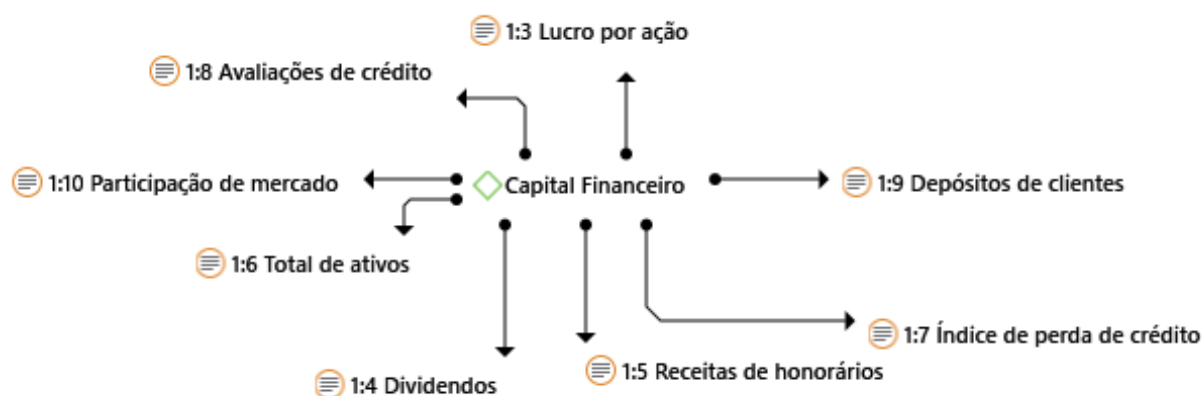 1:3 Lucro por ação
1:8 Avaliações de crédito
1:10 Participação de mercado
Capital Financeiro
1:9 Depósitos de clientes
1:6 Total de ativos
1:7 Índice de perda de crédito
1:5 Receitas de honorários
1:4 Dividendos